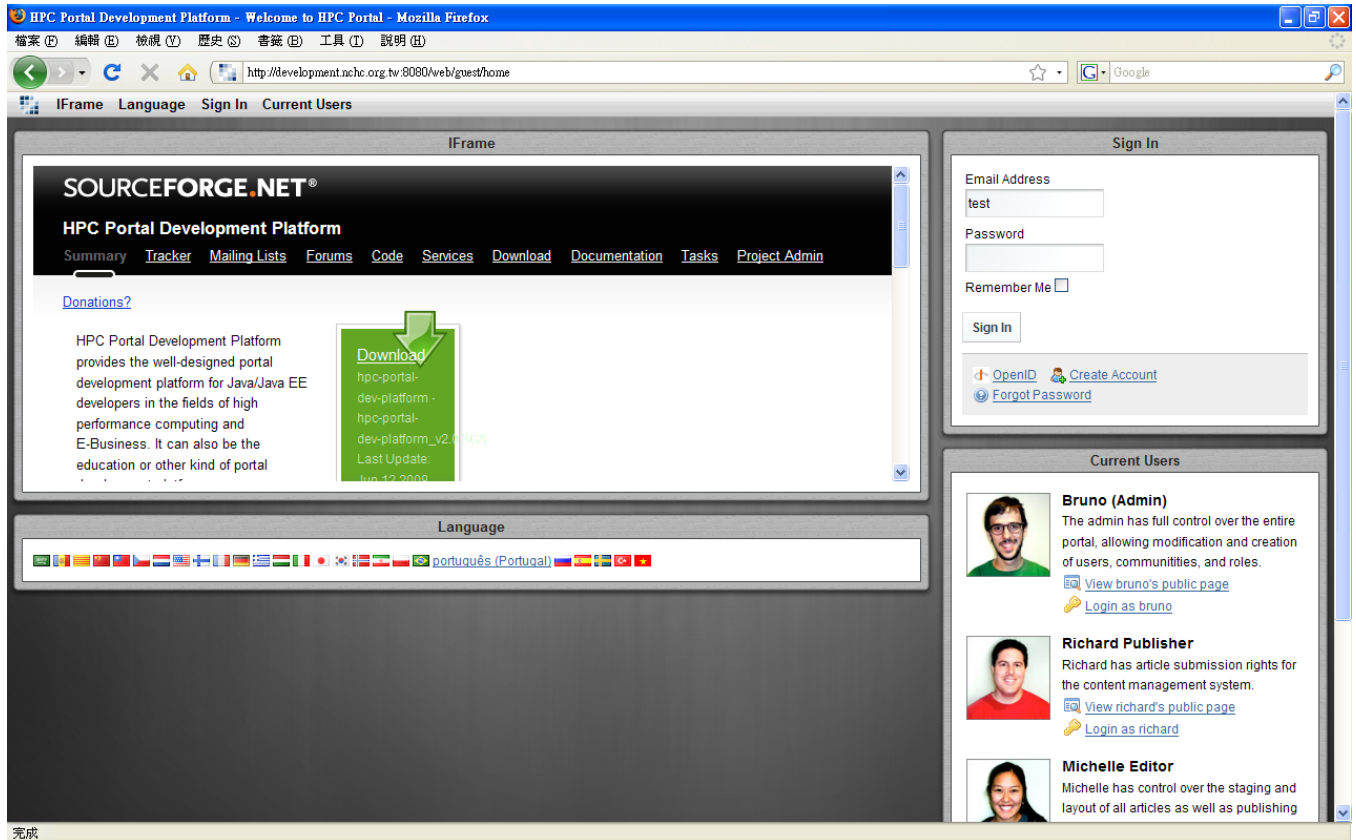 HPC Portal Development Platform - Welcome to HPC Portal - Mozilla Firefox
檔案(F) 編輯(E) 檢視(V) 歷史(S) 書籤(B) 工具(T) 說明(H)
http://development.nchc.org.tw:8080/web/guest/home
G Google
IFrame Language Sign In Current Users
IFrame
SOURCEFORGE.NET®
HPC Portal Development Platform
Summary Tracker Mailing Lists Forums Code Services Download Documentation Tasks Project Admin
Donations?
HPC Portal Development Platform
provides the well-designed portal
development platform for Java/Java EE
developers in the fields of high
performance computing and
E-Business. It can also be the
education or other kind of portal
Download
hpc-portal-
dev-platform -
hpc-portal-
dev-platform_v2.0
Last Update:
Jun 12 2009
Language
português (Portugal)
Sign In
Email Address
test
Password
Remember Me
Sign In
OpenID Create Account
Forgot Password
Current Users
Bruno (Admin)
The admin has full control over the entire
portal, allowing modification and creation
of users, communitities, and roles.
View bruno's public page
Login as bruno
Richard Publisher
Richard has article submission rights for
the content management system.
View richard's public page
Login as richard
Michelle Editor
Michelle has control over the staging and
layout of all articles as well as publishing
完成